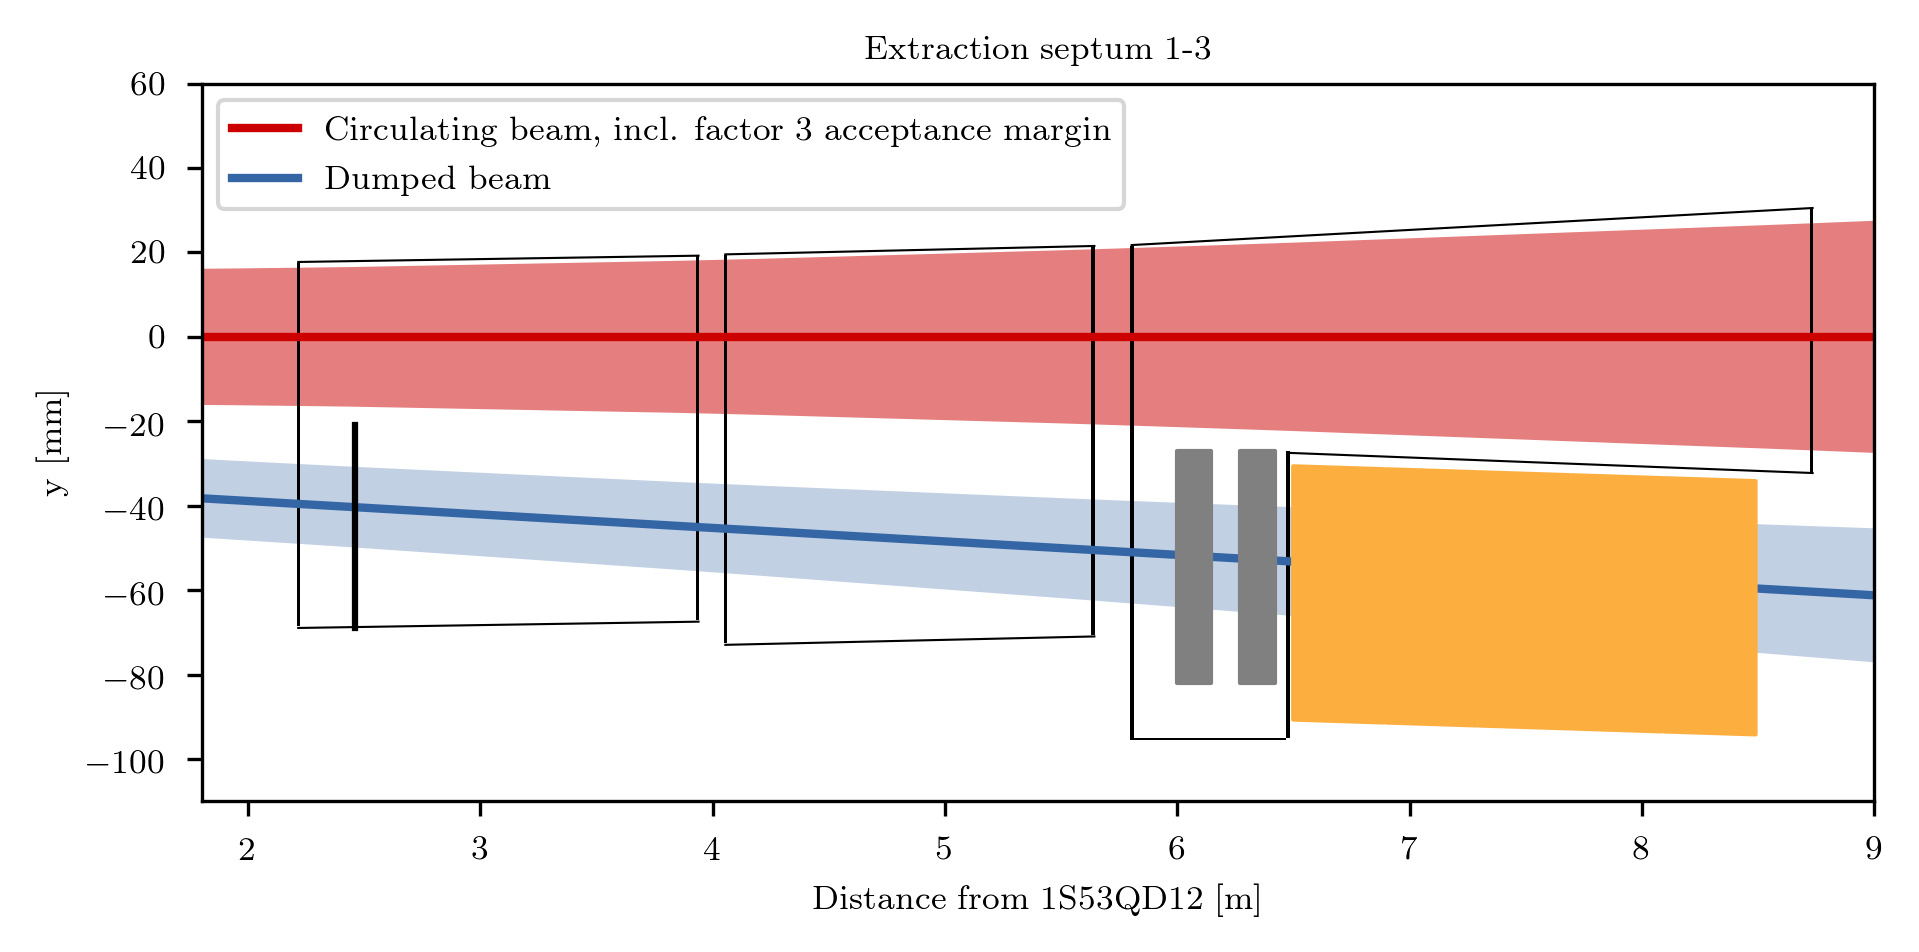 Extraction septum 1-3
60
40
20
0
−20
−40
−60
−80
−100
y [mm]
Circulating beam, incl. factor 3 acceptance margin
Dumped beam
2 3 4 5 6 7 8 9
Distance from 1S53QD12 [m]